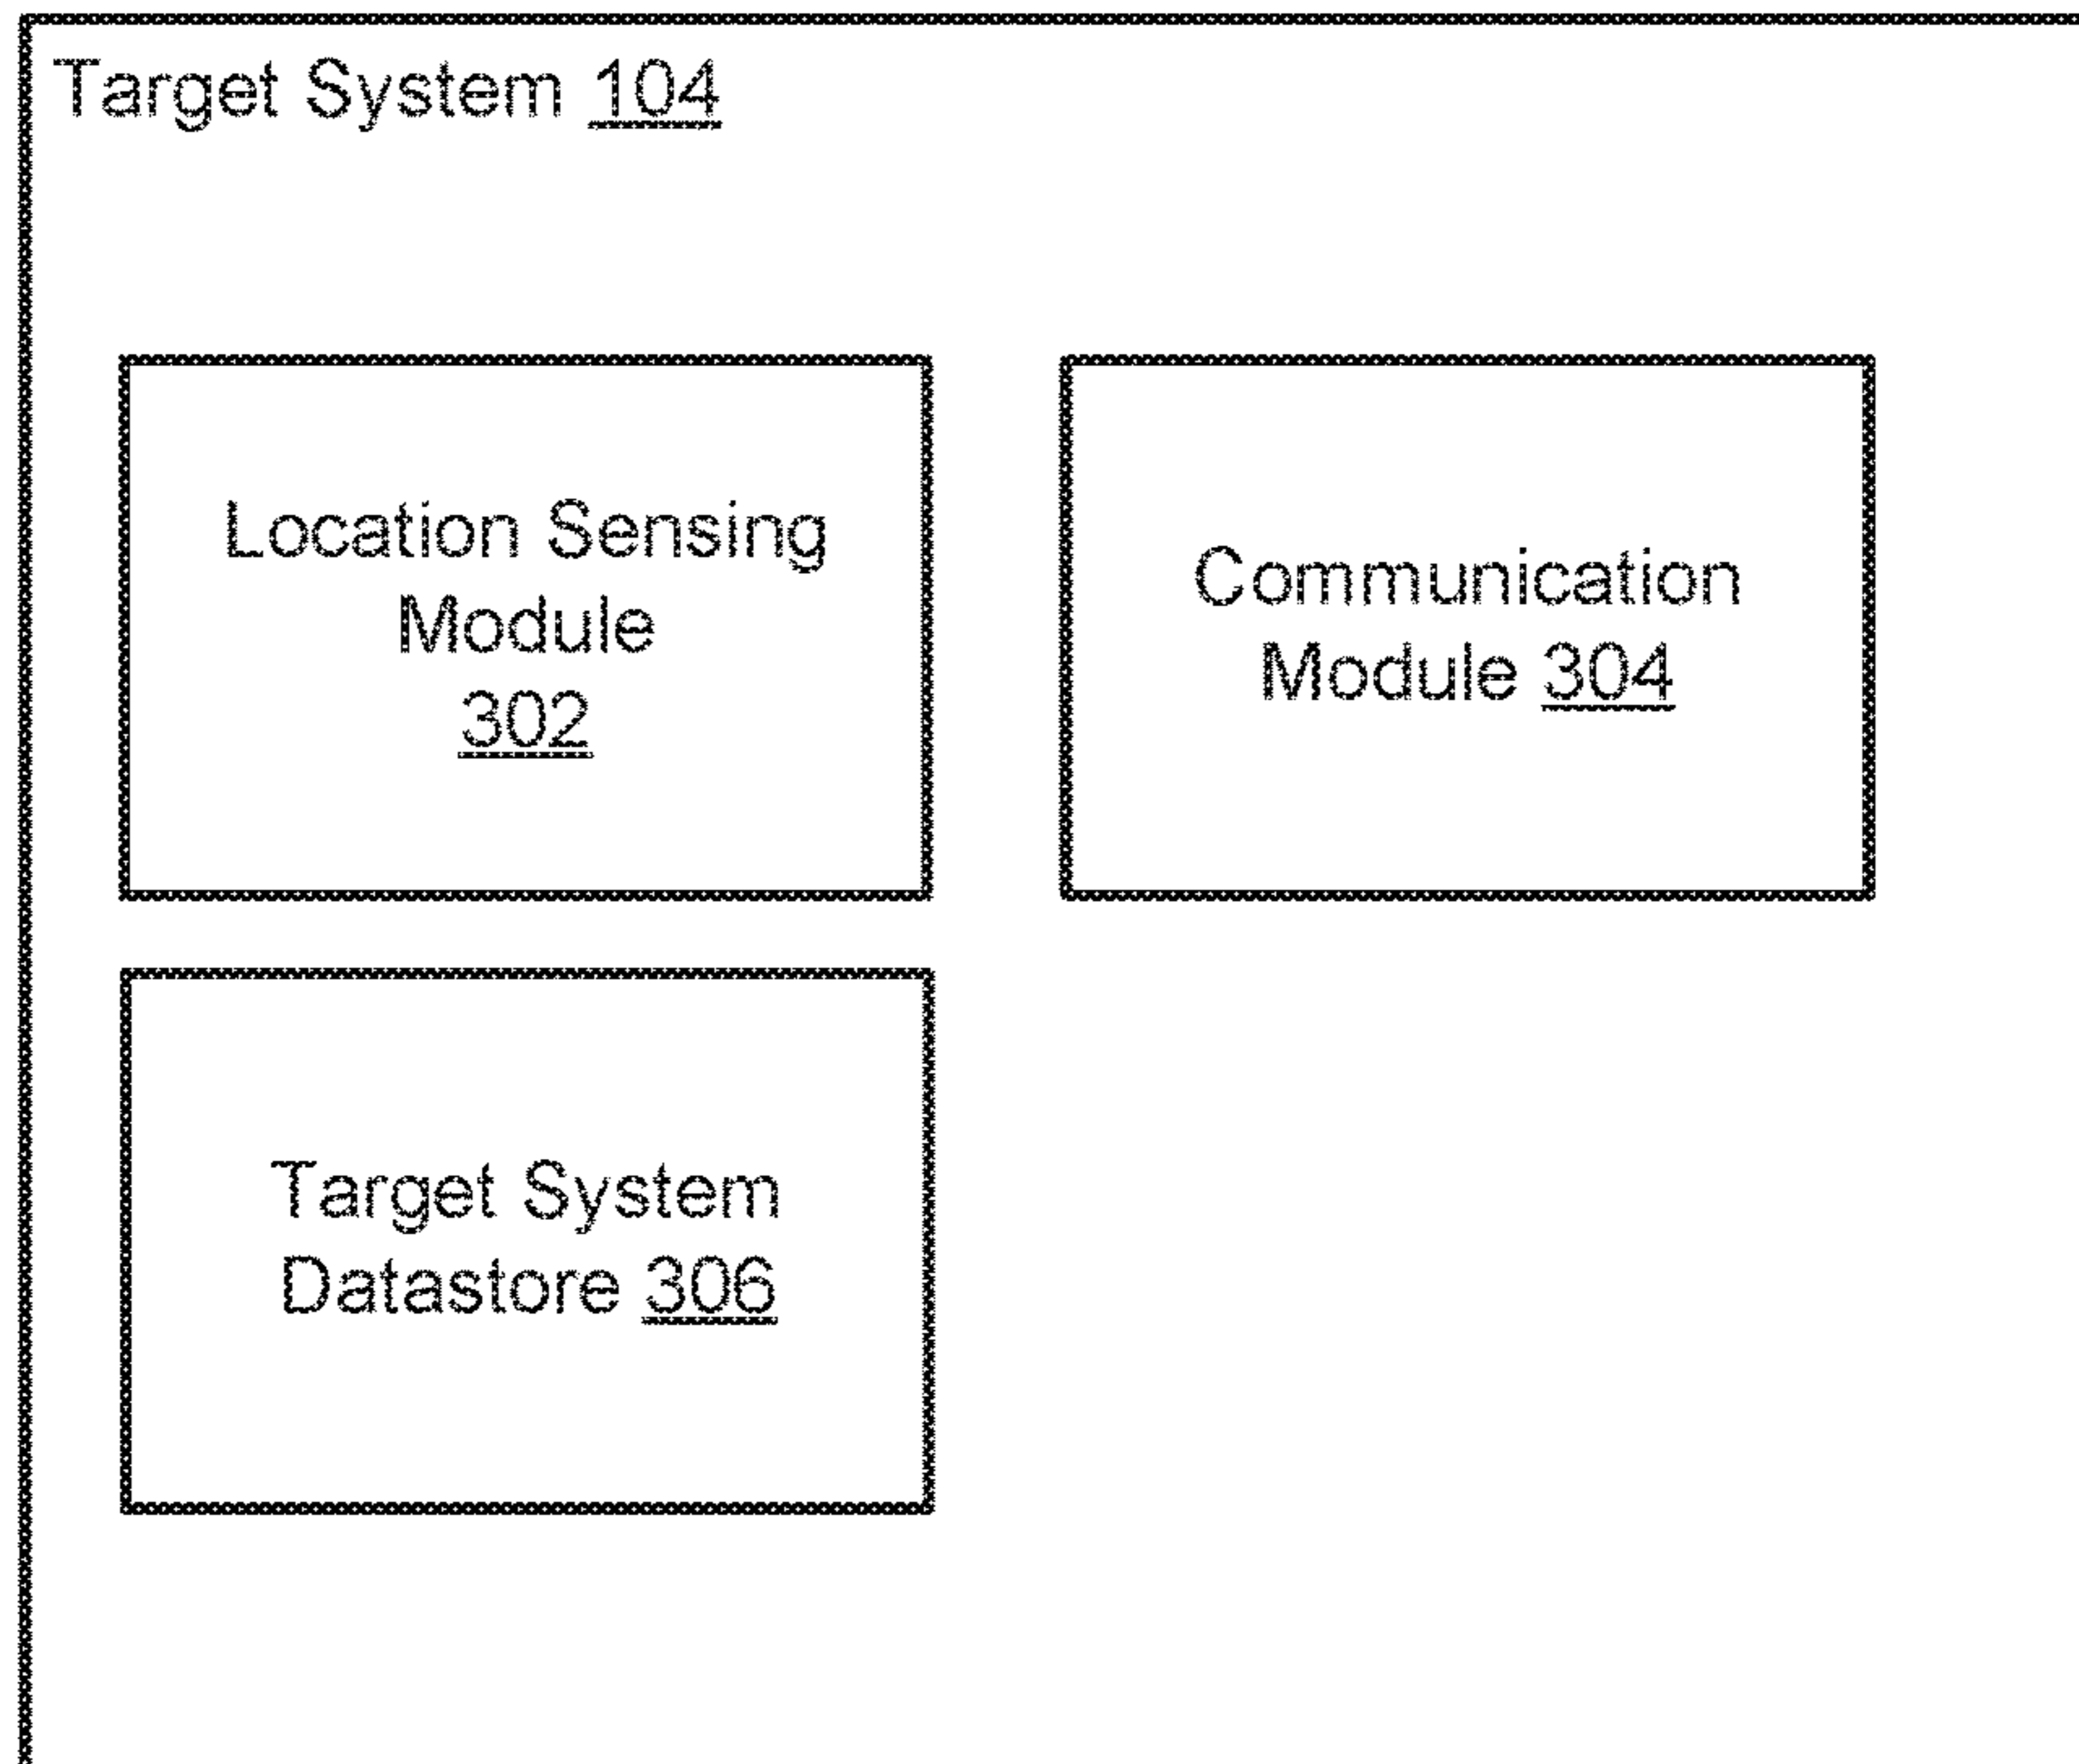 Target System 104
Location Sensing
Module
302
Communication
Module 304
Target System
Datastore 306